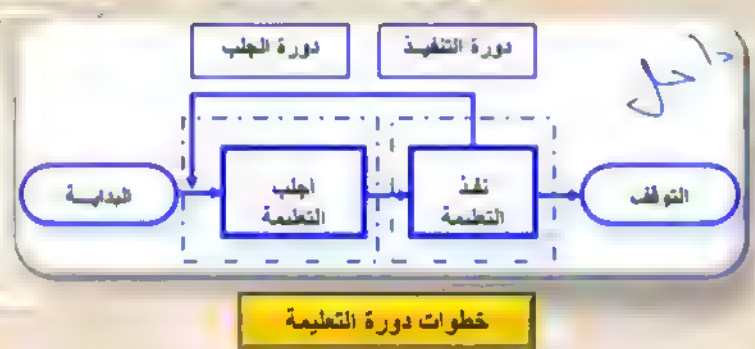 دورة الجلب
دورة التنفيذ
البداية
اجلب
التعليمة
نفذ
التعليمة
التوقف
خطوات دورة التعليمة